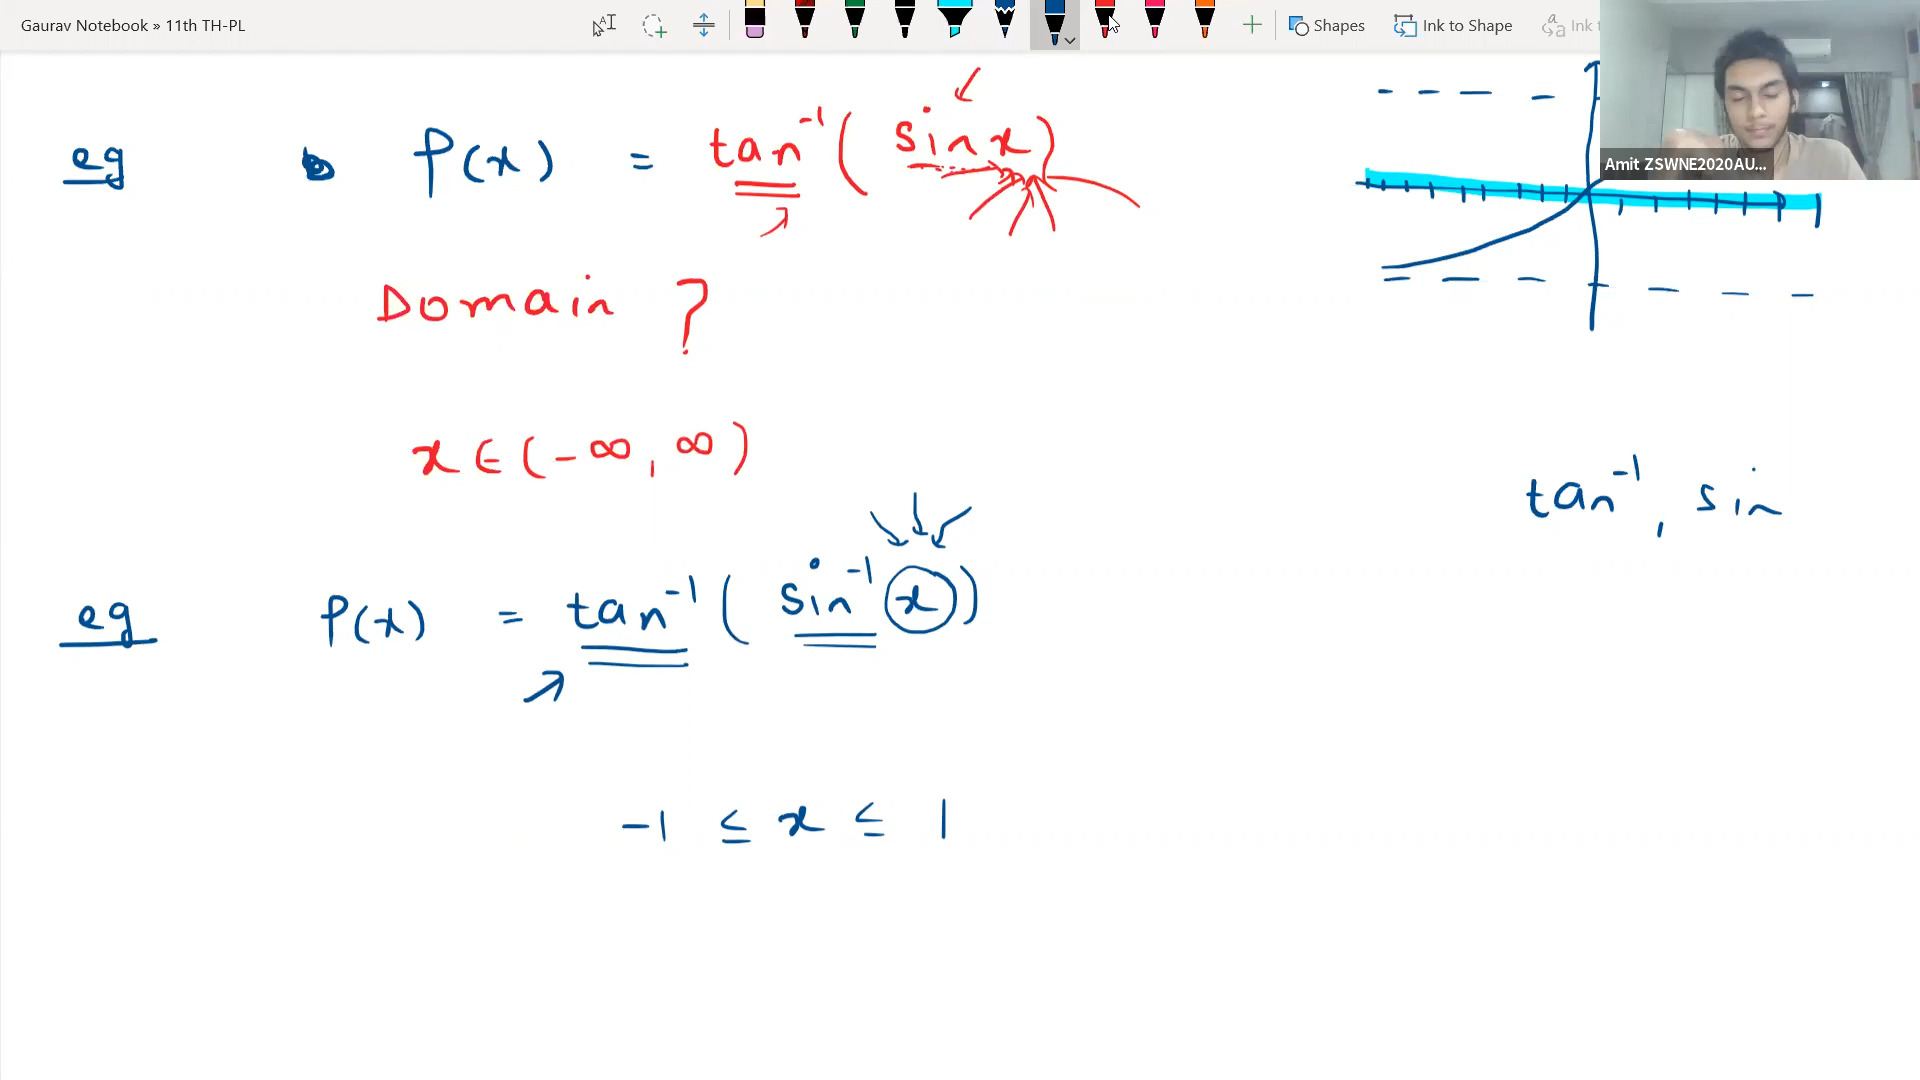 Gaurav Notebook » 11th TH-PL
Shapes
Ink to Shape
Ink t
Amit ZSWNE2020AU...
eg f(x) = tan⁻¹(sin x)
Domain ?
x ∈ (-∞, ∞)
tan⁻¹, sin
eg f(x) = tan⁻¹(sin⁻¹(x))
-1 ≤ x ≤ 1